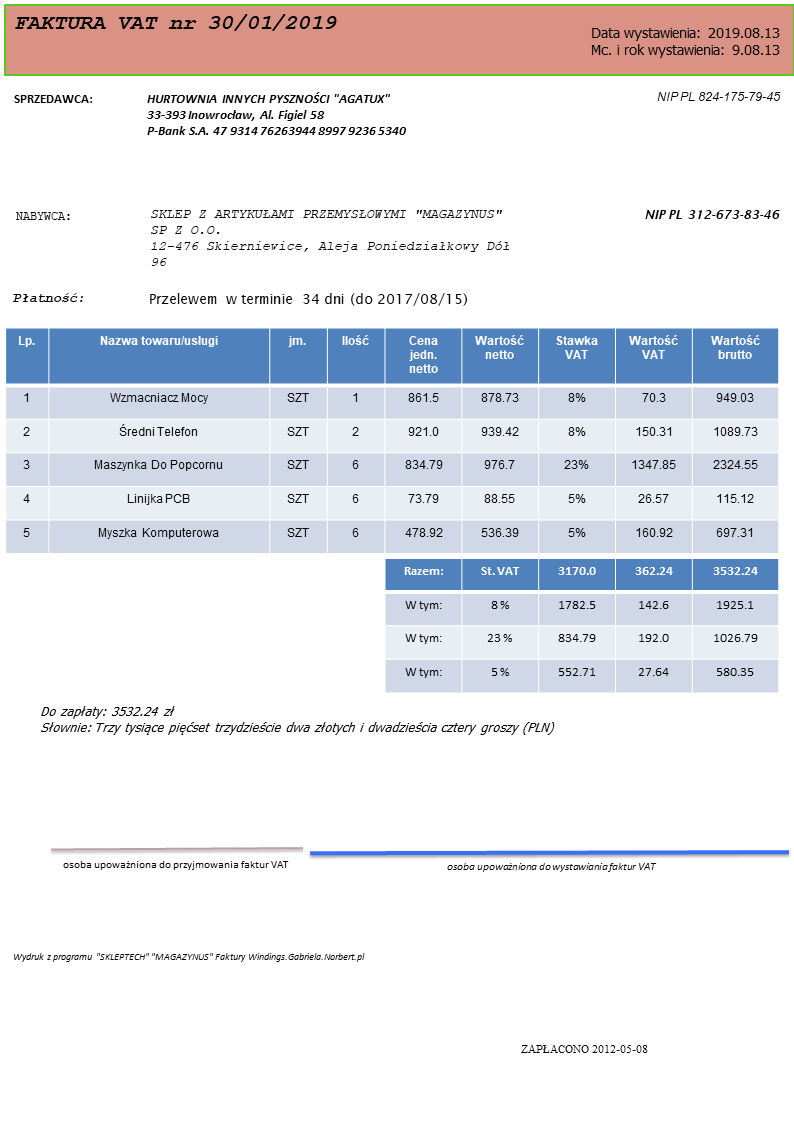 FAKTURA VAT nr 30/01/2019
Data wystawienia: 2019.08.13
Mc. i rok wystawienia: 9.08.13
SPRZEDAWCA: HURTOWNIA INNYCH PYSZNOŚCI "AGATUX" NIP PL 824-175-79-45
33-393 Inowrocław, Al. Figiel 58
P-Bank S.A. 47 9314 76263944 8997 9236 5340
NABYWCA: SKLEP Z ARTYKUŁAMI PRZEMYSŁOWYMI "MAGAZYNUS" NIP PL 312-673-83-46
SP Z O.O.
12-476 Skierniewice, Aleja Poniedziałkowy Dół
96
Płatność: Przelewem w terminie 34 dni (do 2017/08/15)
Lp. Nazwa towaru/usługi jm. Ilość Cena jedn. netto Wartość netto Stawka VAT Wartość VAT Wartość brutto
1 Wzmacniacz Mocy SZT 1 861.5 878.73 8% 70.3 949.03
2 Średni Telefon SZT 2 921.0 939.42 8% 150.31 1089.73
3 Maszynka Do Popcornu SZT 6 834.79 976.7 23% 1347.85 2324.55
4 Linijka PCB SZT 6 73.79 88.55 5% 26.57 115.12
5 Myszka Komputerowa SZT 6 478.92 536.39 5% 160.92 697.31
Razem: St. VAT 3170.0 362.24 3532.24
W tym: 8% 1782.5 142.6 1925.1
W tym: 23% 834.79 192.0 1026.79
W tym: 5% 552.71 27.64 580.35
Do zapłaty: 3532.24 zł
Słownie: Trzy tysiące pięćset trzydzieście dwa złotych i dwadzieścia cztery groszy (PLN)
osoba upoważniona do przyjmowania faktur VAT
osoba upoważniona do wystawiania faktur VAT
Wydruk z programu "SKLEPTECH" "MAGAZYNUS" Faktury Windings.Gabriela.Norbert.pl
ZAPŁACONO 2012-05-08